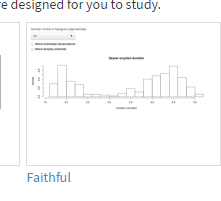 re designed for you to study.
Number of bins in histogram (approximate):
Show individual observations
Show density estimate
Geyser eruption duration
Faithful